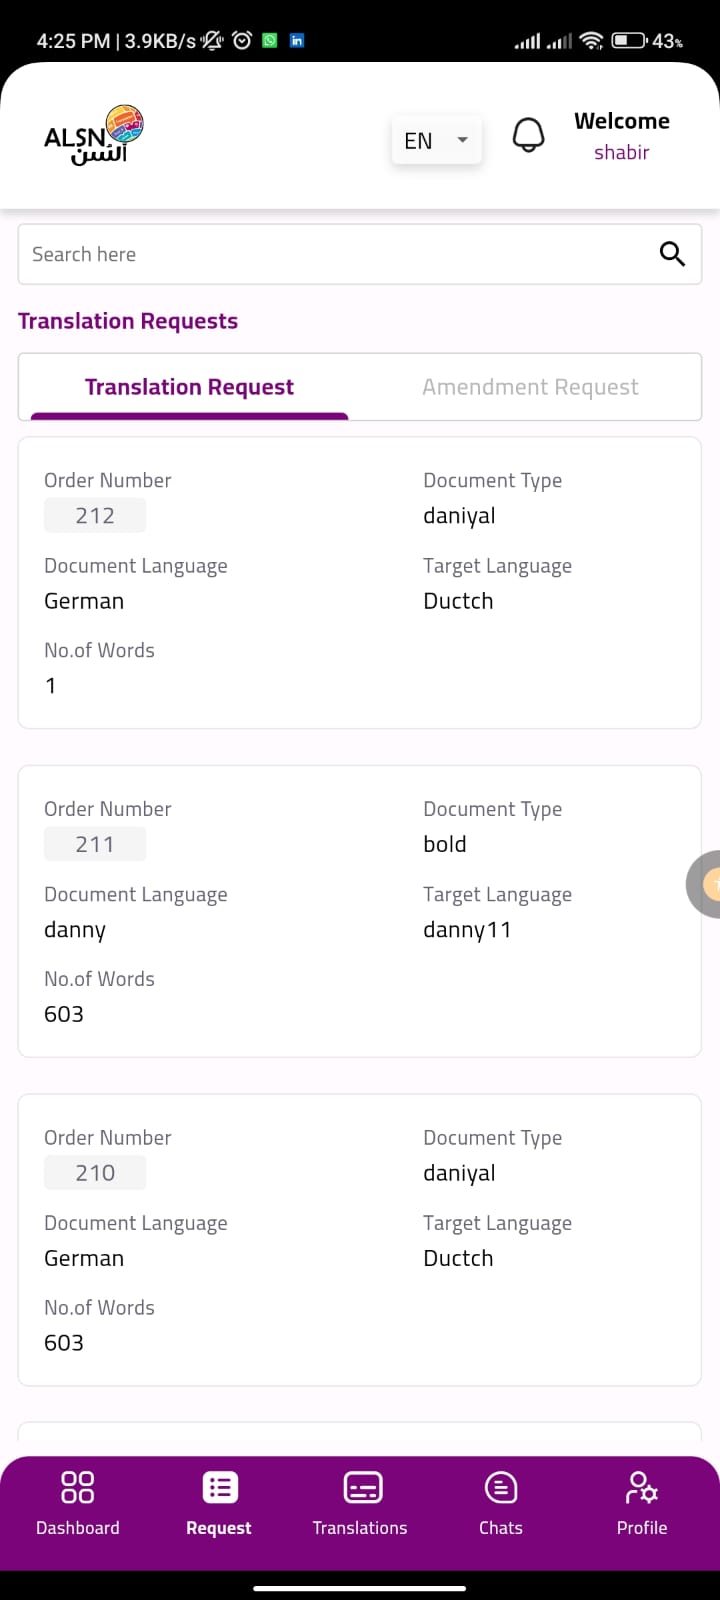 4:25 PM | 3.9KB/s
43%
ALSN
ألسن
EN
Welcome
shabir
Search here
Translation Requests
Translation Request
Amendment Request
Order Number
Document Type
212
daniyal
Document Language
Target Language
German
Ductch
No.of Words
1
Order Number
Document Type
211
bold
Document Language
Target Language
danny
danny11
No.of Words
603
Order Number
Document Type
210
daniyal
Document Language
Target Language
German
Ductch
No.of Words
603
Dashboard
Request
Translations
Chats
Profile